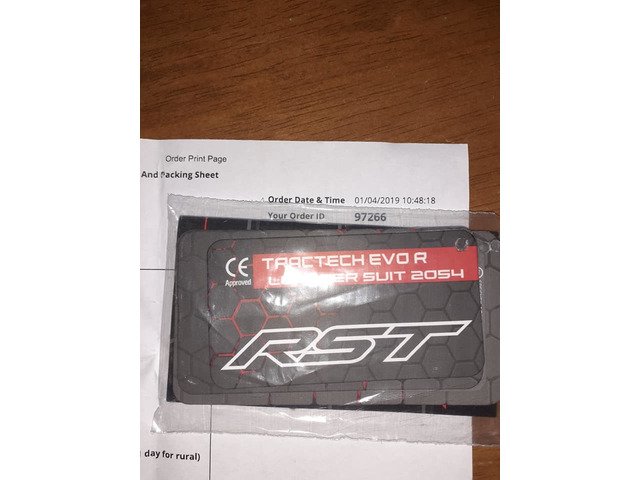 Order Print Page
And Packing Sheet
Order Date & Time 01/04/2019 10:48:18
Your Order ID 97266
CE
Approved
TRACTECH EVO R
SUIT 2054
RST
day for rural)